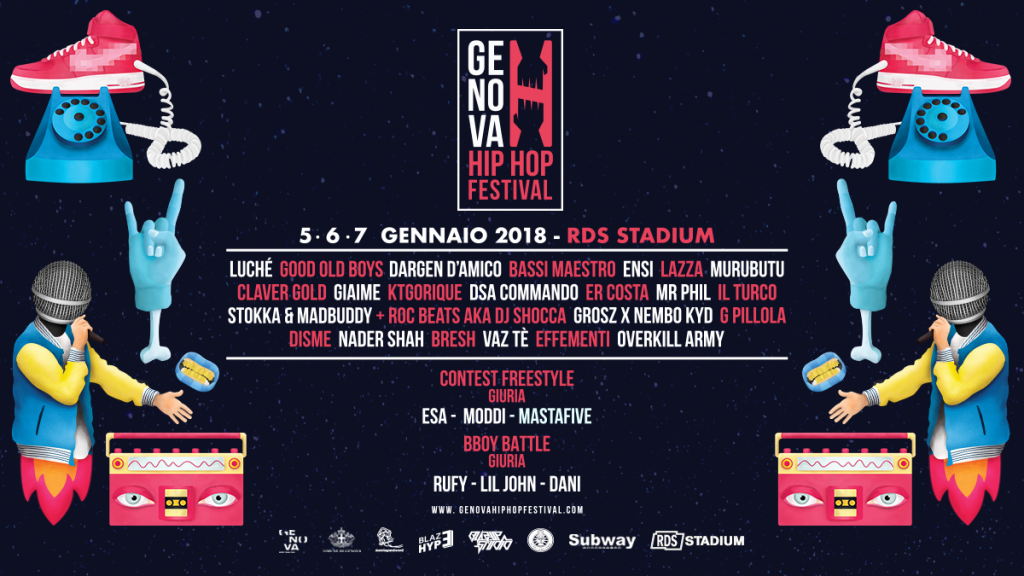 GE
NO
VA
HIP HOP
FESTIVAL
5·6·7 GENNAIO 2018 - RDS STADIUM
LUCHÉ GOOD OLD BOYS DARGEN D'AMICO BASSI MAESTRO ENSI LAZZA MURUBUTU
CLAVER GOLD GIAIME KTGORIQUE DSA COMMANDO ER COSTA MR PHIL IL TURCO
STOKKA & MADBUDDY + ROC BEATS AKA DJ SHOCCA GROSZ X NEMBO KYD G PILLOLA
DISME NADER SHAH BRESH VAZ TÈ EFFEMENTI OVERKILL ARMY
CONTEST FREESTYLE
GIURIA
ESA - MODDI - MASTAFIVE
BBOY BATTLE
GIURIA
RUFY - LIL JOHN - DANI
WWW. GENOVAHIPHOPFESTIVAL.COM
BLAZ
HYP3
Subway
RDS STADIUM